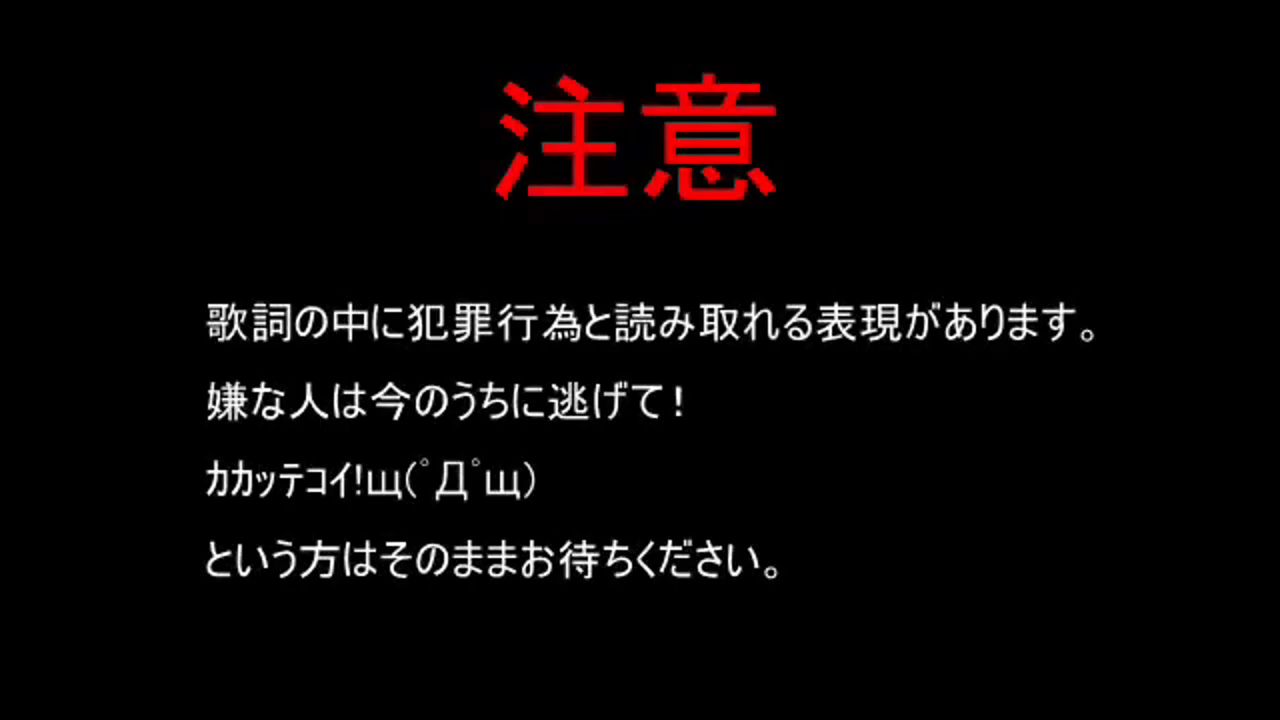 注意
歌詞の中に犯罪行為と読み取れる表現があります。
嫌な人は今のうちに逃げて！
ｶｶｯﾃｺｲ!щ(ﾟДﾟщ)
という方はそのままお待ちください。